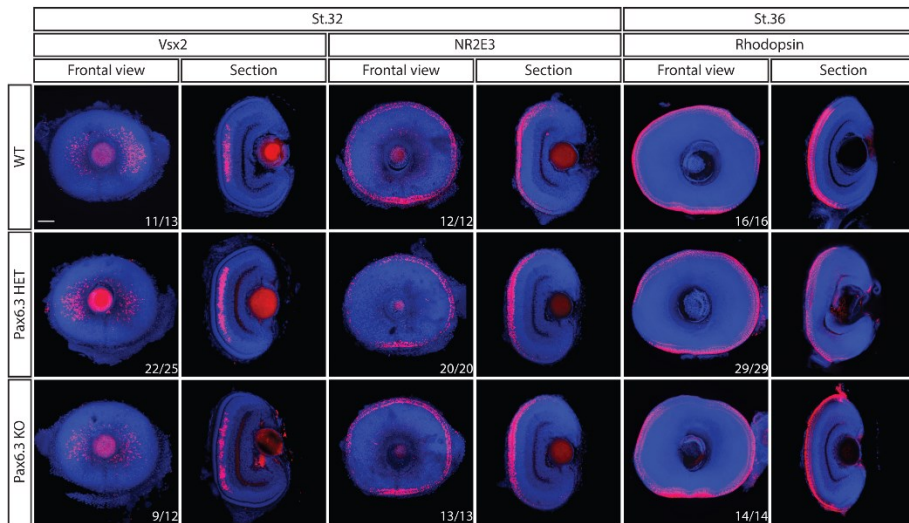 St.32 St.36
Vsx2 NR2E3 Rhodopsin
Frontal view Section Frontal view Section Frontal view Section
WT 11/13 12/12 16/16
Pax6.3 HET 22/25 20/20 29/29
Pax6.3 KO 9/12 13/13 14/14